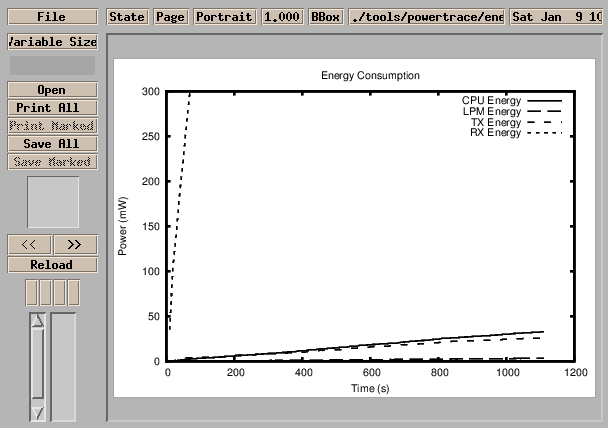 File State Page Portrait 1.000 BBox ./tools/powertrace/ene Sat Jan 9 10
Variable Size
Open
Print All
Print Marked
Save All
Save Marked
<< >>
Reload
Energy Consumption
CPU Energy
LPM Energy
TX Energy
RX Energy
Power (mW)
300
250
200
150
100
50
0
0 200 400 600 800 1000 1200
Time (s)